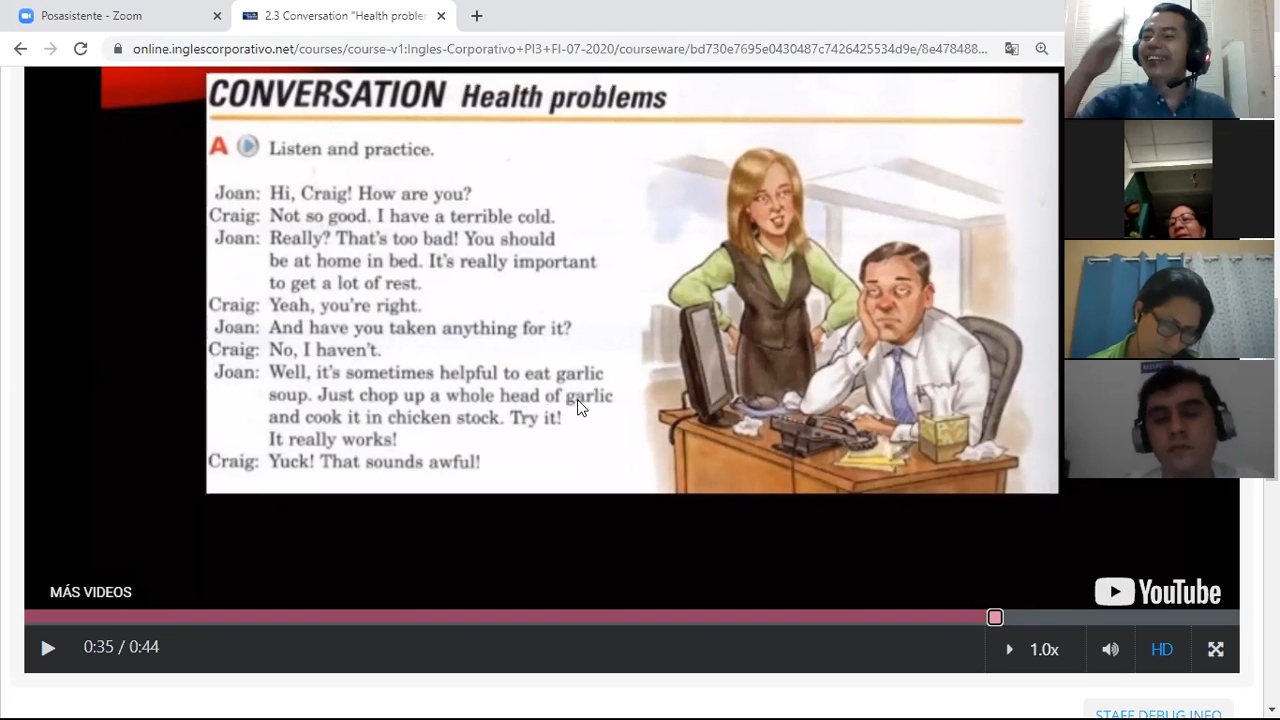 Posasistente - Zoom
2.3 Conversation "Health probler
online.inglescorporativo.net/courses/course-v1:Ingles-Corporativo+PI3+FI-07-2020/courseware/bd730e7695e0430487c7426425534d9e/8e478488...
CONVERSATION Health problems
A Listen and practice.
Joan: Hi, Craig! How are you?
Craig: Not so good. I have a terrible cold.
Joan: Really? That's too bad! You should
be at home in bed. It's really important
to get a lot of rest.
Craig: Yeah, you're right.
Joan: And have you taken anything for it?
Craig: No, I haven't.
Joan: Well, it's sometimes helpful to eat garlic
soup. Just chop up a whole head of garlic
and cook it in chicken stock. Try it!
It really works!
Craig: Yuck! That sounds awful!
MÁS VIDEOS
YouTube
0:35 / 0:44
1.0x
HD
STAFF DEBUG INFO